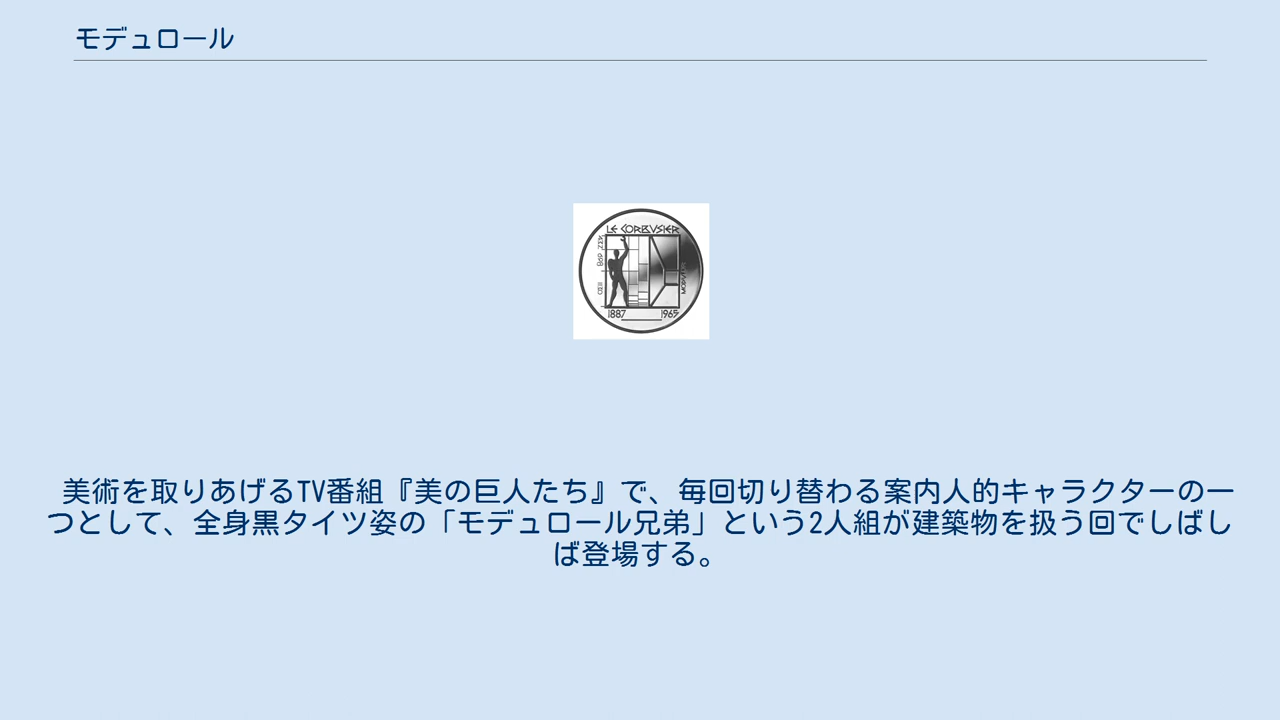 モデュロール
LE CORBVSIER
1887
1965
美術を取りあげるTV番組『美の巨人たち』で、毎回切り替わる案内人的キャラクターの一
つとして、全身黒タイツ姿の「モデュロール兄弟」という2人組が建築物を扱う回でしばし
ば登場する。